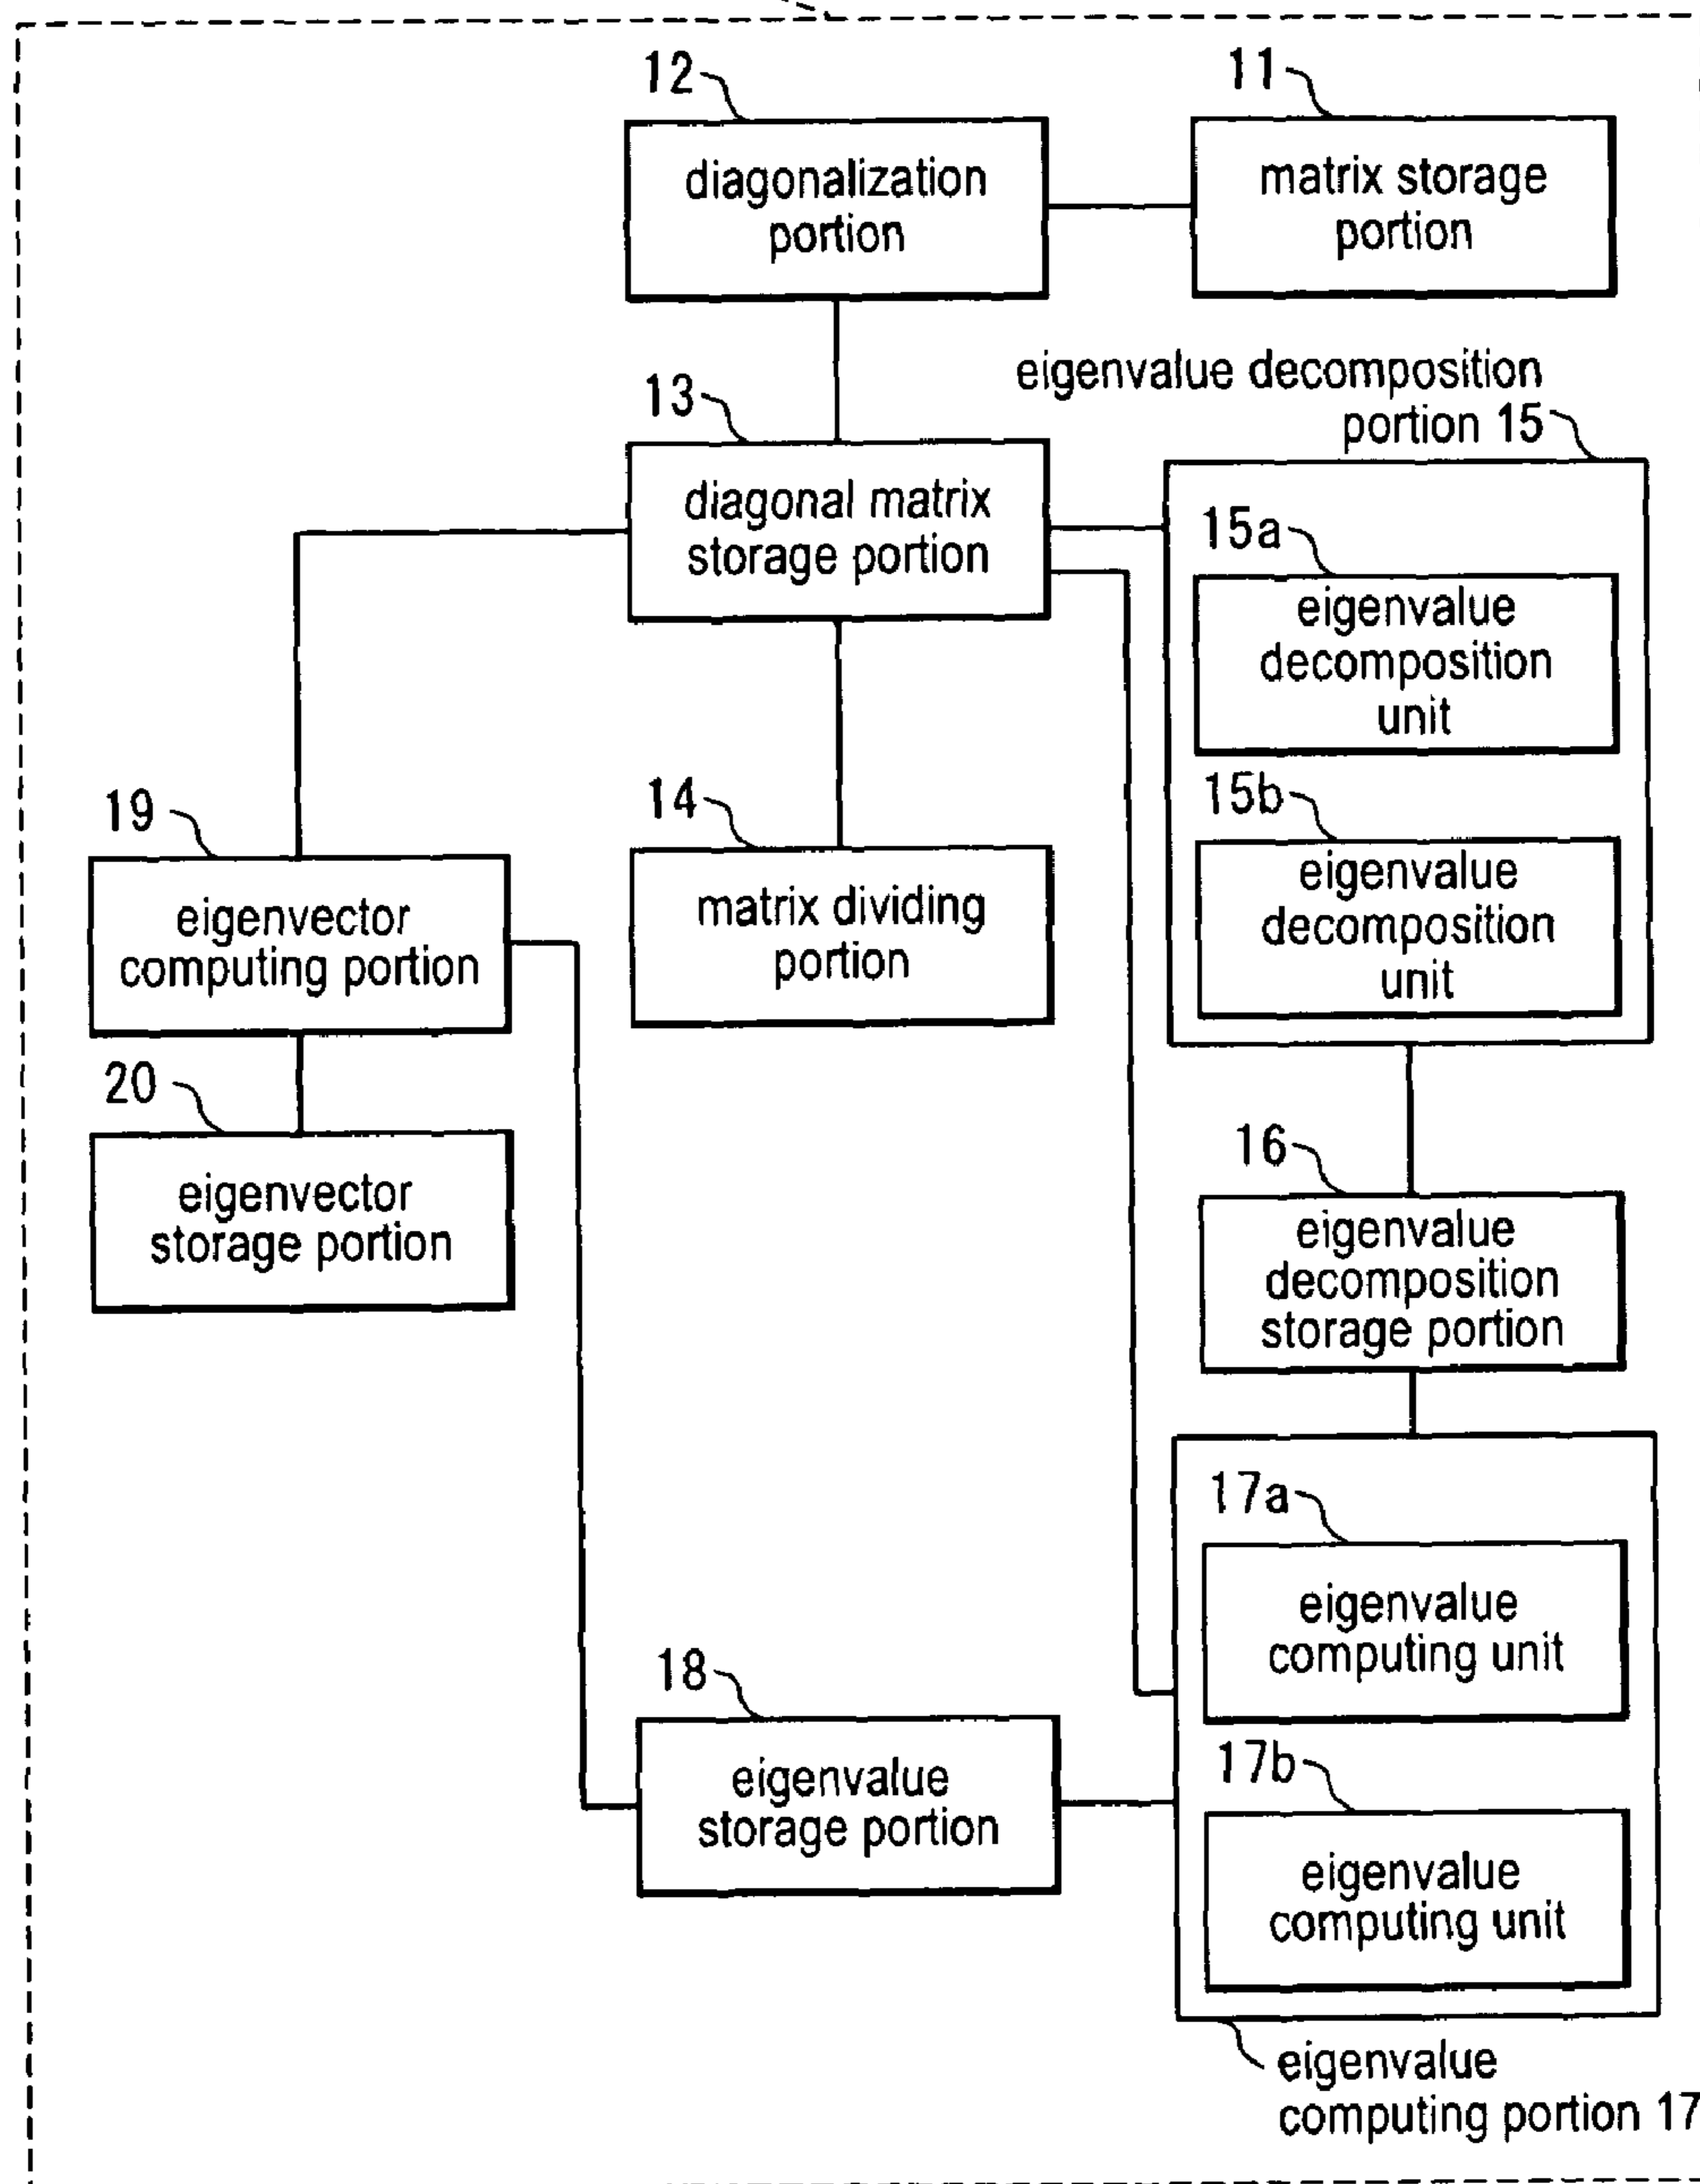 12
11
diagonalization
portion
matrix storage
portion
eigenvalue decomposition
portion 15
13
diagonal matrix
storage portion
15a
eigenvalue
decomposition
unit
15b
eigenvalue
decomposition
unit
19
eigenvector
computing portion
14
matrix dividing
portion
20
eigenvector
storage portion
16
eigenvalue
decomposition
storage portion
17a
eigenvalue
computing unit
18
eigenvalue
storage portion
17b
eigenvalue
computing unit
eigenvalue
computing portion 17